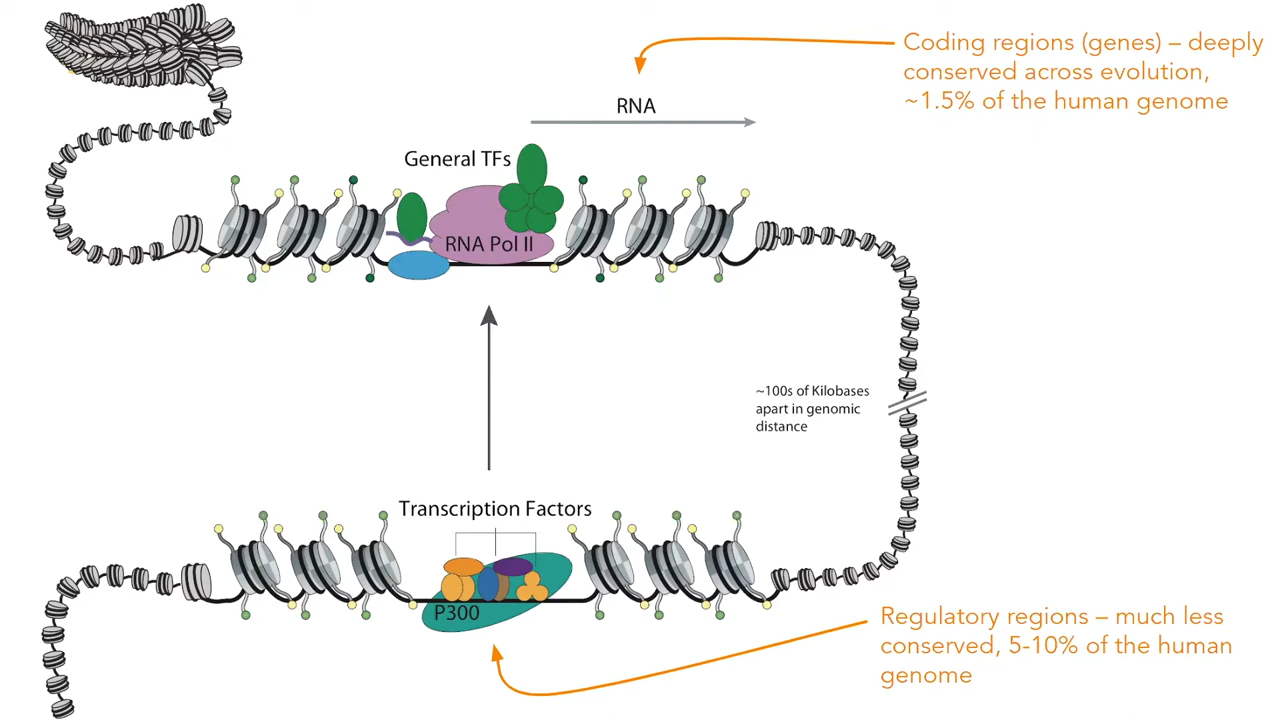 Coding regions (genes) – deeply
conserved across evolution,
~1.5% of the human genome
RNA
General TFs
RNA Pol II
~100s of Kilobases
apart in genomic
distance
Transcription Factors
P300
Regulatory regions – much less
conserved, 5-10% of the human
genome